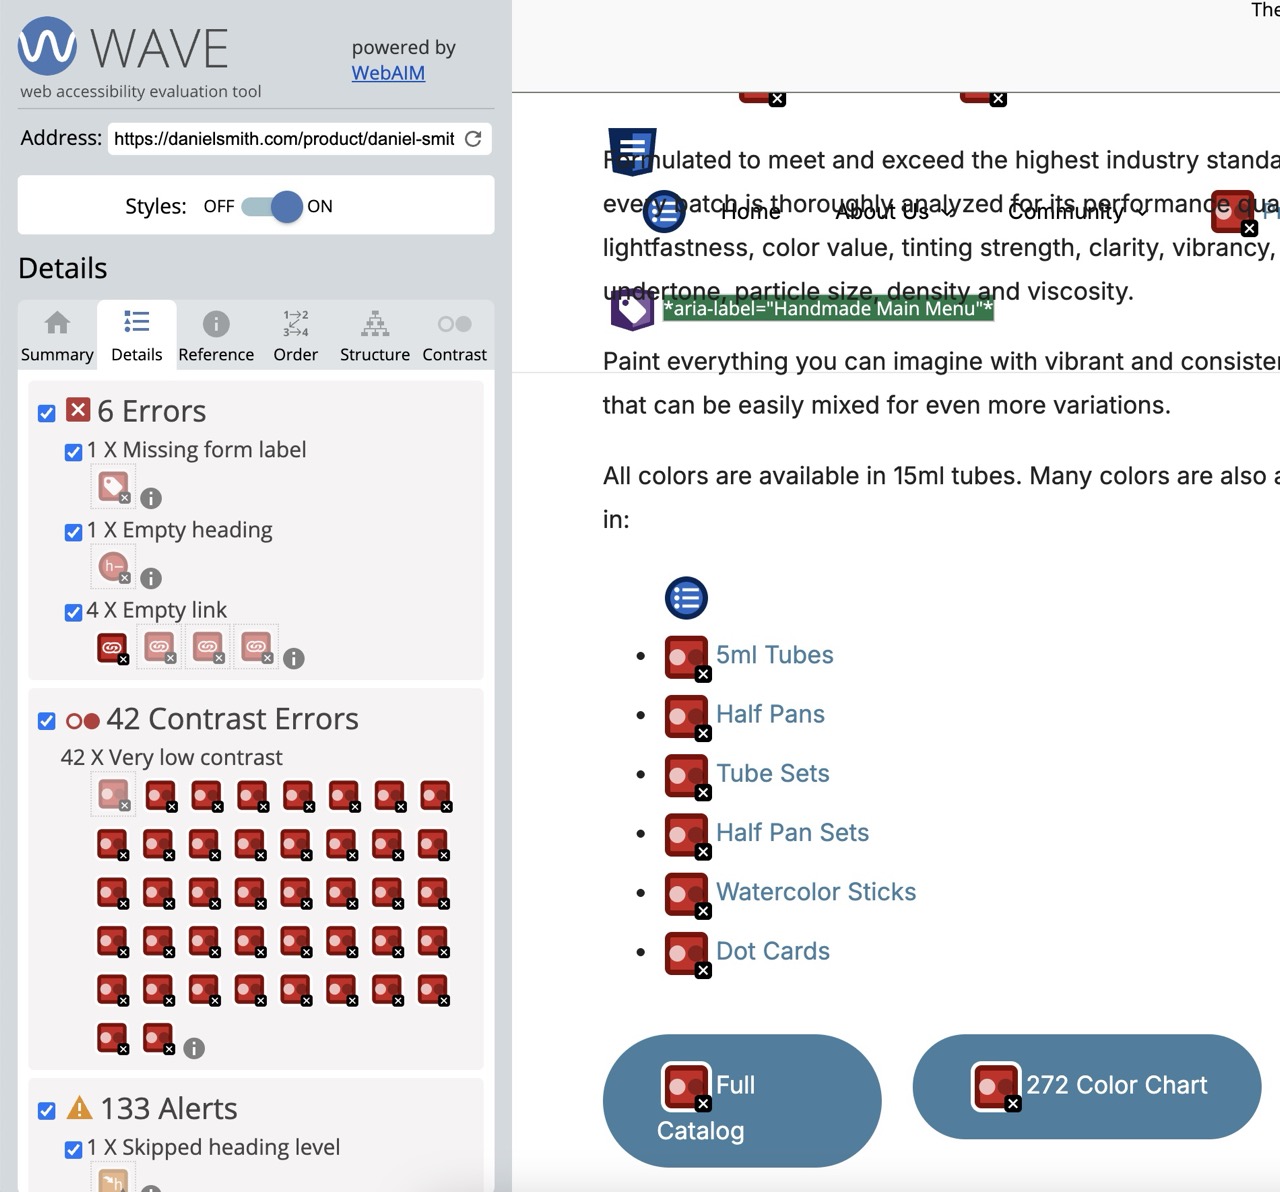 WAVE
powered by
WebAIM
web accessibility evaluation tool
Address: https://danielsmith.com/product/daniel-smit
Styles: OFF ON
Details
Summary Details Reference Order Structure Contrast
6 Errors
1 X Missing form label
1 X Empty heading
4 X Empty link
42 Contrast Errors
42 X Very low contrast
133 Alerts
1 X Skipped heading level
The
Formulated to meet and exceed the highest industry standa
every batch is thoroughly analyzed for its performance qua
Home About Us Community
lightfastness, color value, tinting strength, clarity, vibrancy,
undertone, particle size, density and viscosity.
*aria-label="Handmade Main Menu"*
Paint everything you can imagine with vibrant and consister
that can be easily mixed for even more variations.
All colors are available in 15ml tubes. Many colors are also a
in:
5ml Tubes
Half Pans
Tube Sets
Half Pan Sets
Watercolor Sticks
Dot Cards
Full
Catalog
272 Color Chart